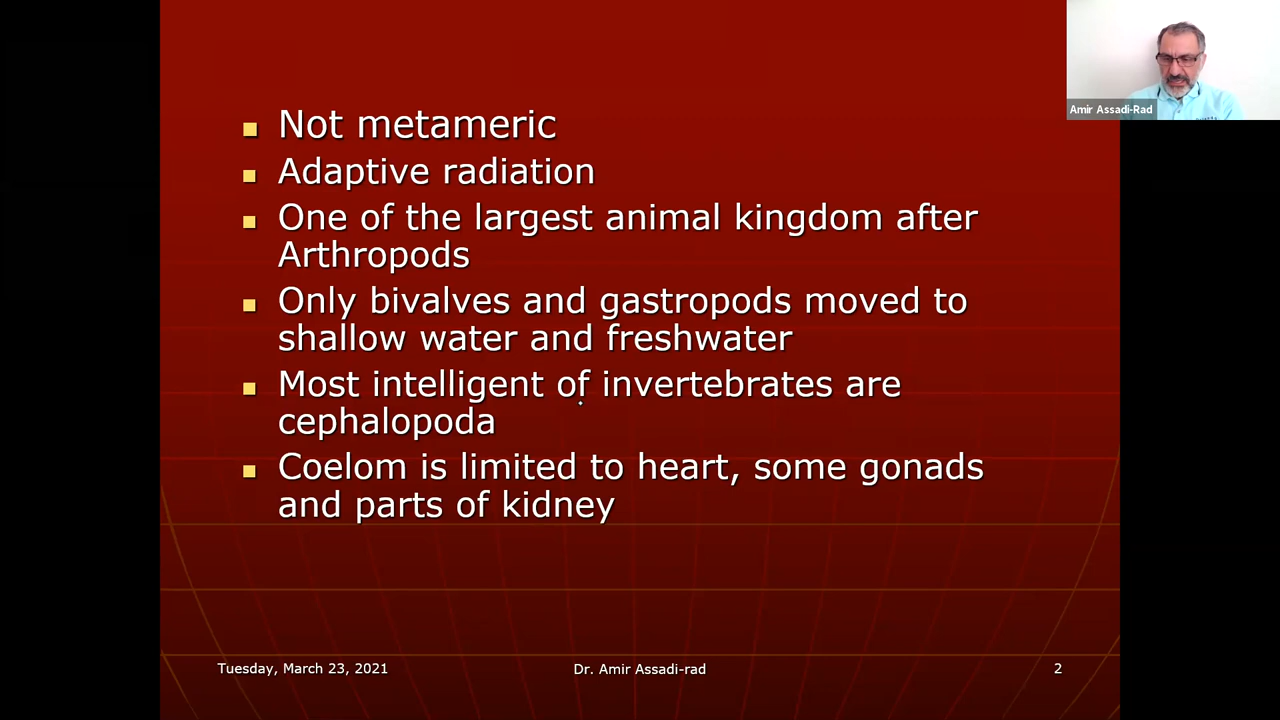 Not metameric
Adaptive radiation
One of the largest animal kingdom after
Arthropods
Only bivalves and gastropods moved to
shallow water and freshwater
Most intelligent of invertebrates are
cephalopoda
Coelom is limited to heart, some gonads
and parts of kidney
Tuesday, March 23, 2021
Dr. Amir Assadi-rad
2
Amir Assadi-Rad